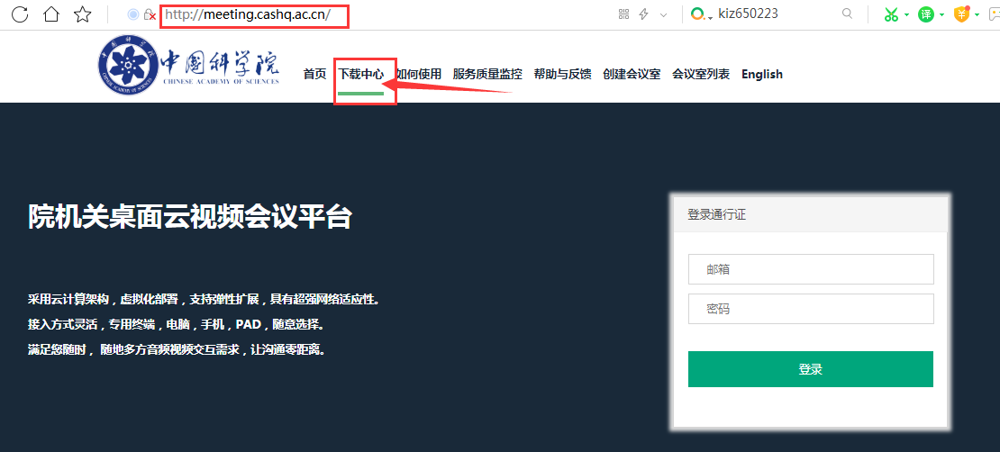 http://meeting.cashq.ac.cn/
kiz650223
译
中国科学院
CHINESE ACADEMY OF SCIENCES
首页 下载中心 如何使用 服务质量监控 帮助与反馈 创建会议室 会议室列表 English
院机关桌面云视频会议平台
登录通行证
邮箱
密码
登录
采用云计算架构，虚拟化部署，支持弹性扩展，具有超强网络适应性。
接入方式灵活，专用终端，电脑，手机，PAD，随意选择。
满足您随时， 随地多方音频视频交互需求，让沟通零距离。